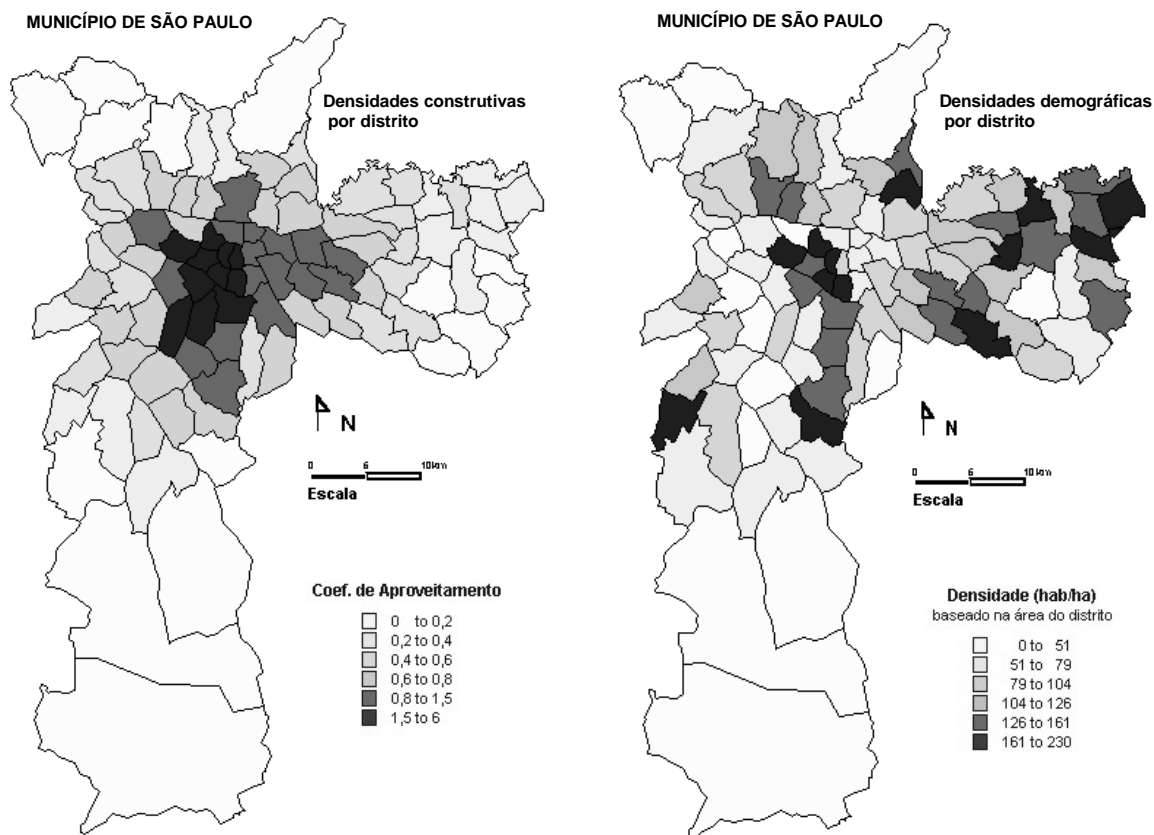 MUNICÍPIO DE SÃO PAULO
Densidades construtivas
por distrito
N
0 6 10 km
Escala
Coef. de Aproveitamento
0 to 0,2
0,2 to 0,4
0,4 to 0,6
0,6 to 0,8
0,8 to 1,5
1,5 to 6
MUNICÍPIO DE SÃO PAULO
Densidades demográficas
por distrito
N
0 6 10 km
Escala
Densidade (hab/ha)
baseado na área do distrito
0 to 51
51 to 79
79 to 104
104 to 126
126 to 161
161 to 230